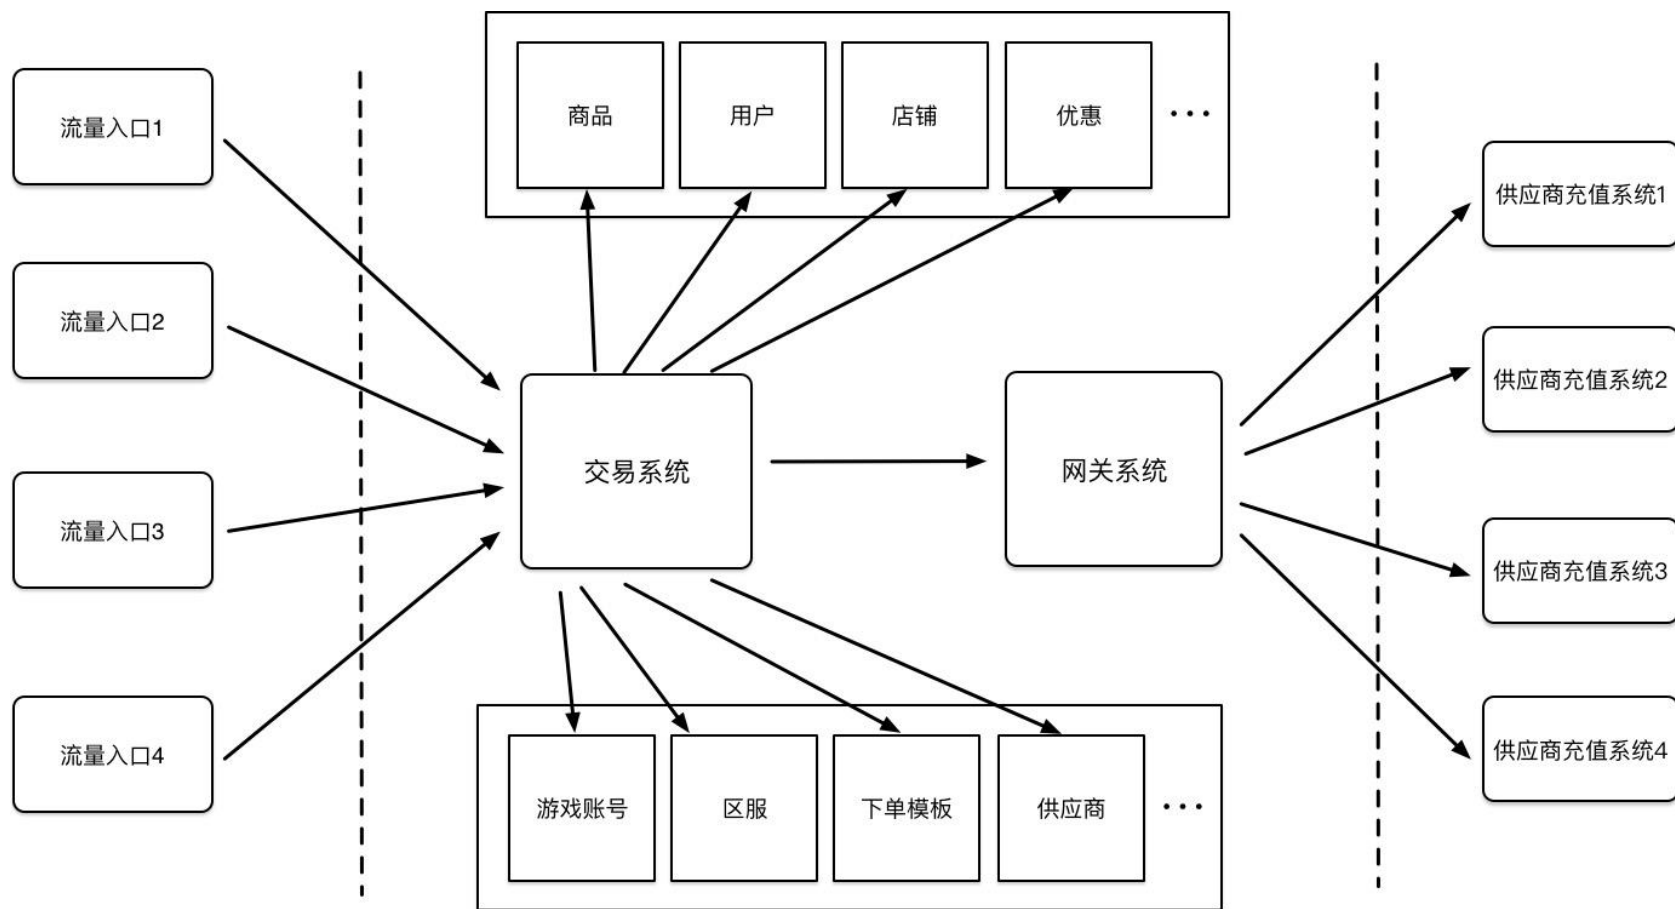 商品
用户
店铺
优惠
···
流量入口1
流量入口2
流量入口3
流量入口4
交易系统
网关系统
供应商充值系统1
供应商充值系统2
供应商充值系统3
供应商充值系统4
游戏账号
区服
下单模板
供应商
···